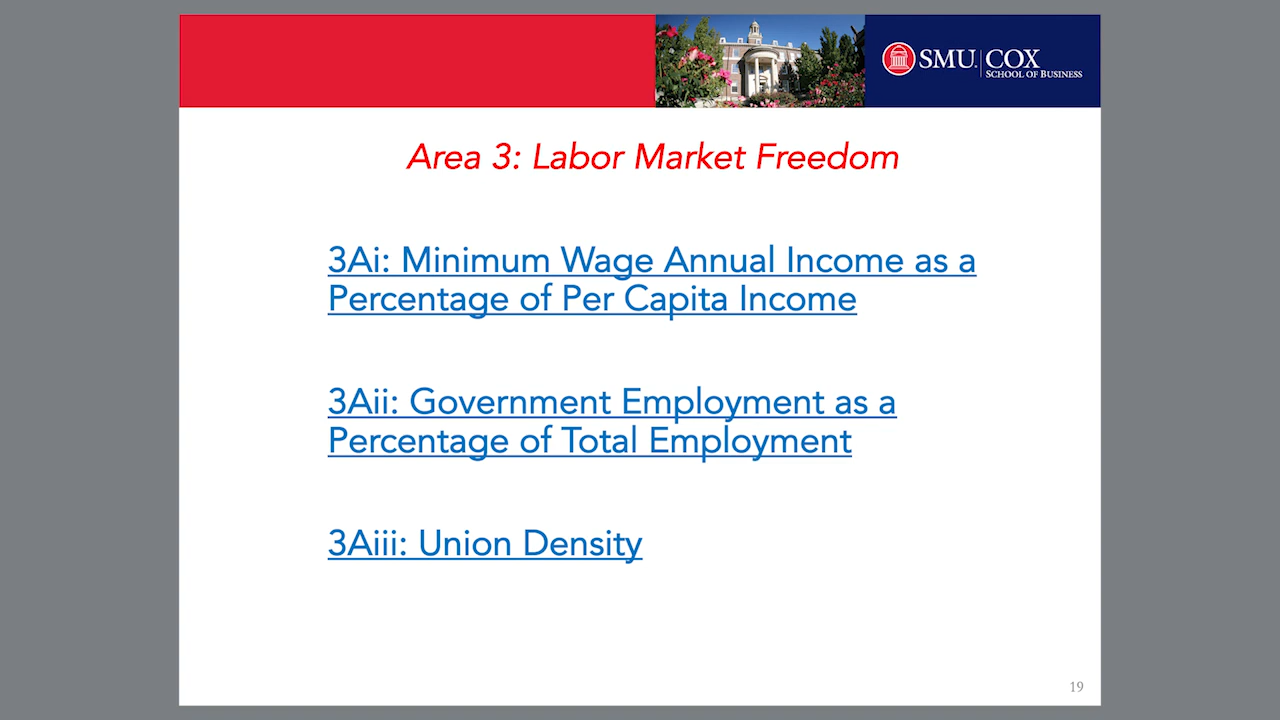 SMU. COX
SCHOOL OF BUSINESS
Area 3: Labor Market Freedom
3Ai: Minimum Wage Annual Income as a
Percentage of Per Capita Income
3Aii: Government Employment as a
Percentage of Total Employment
3Aiii: Union Density
19